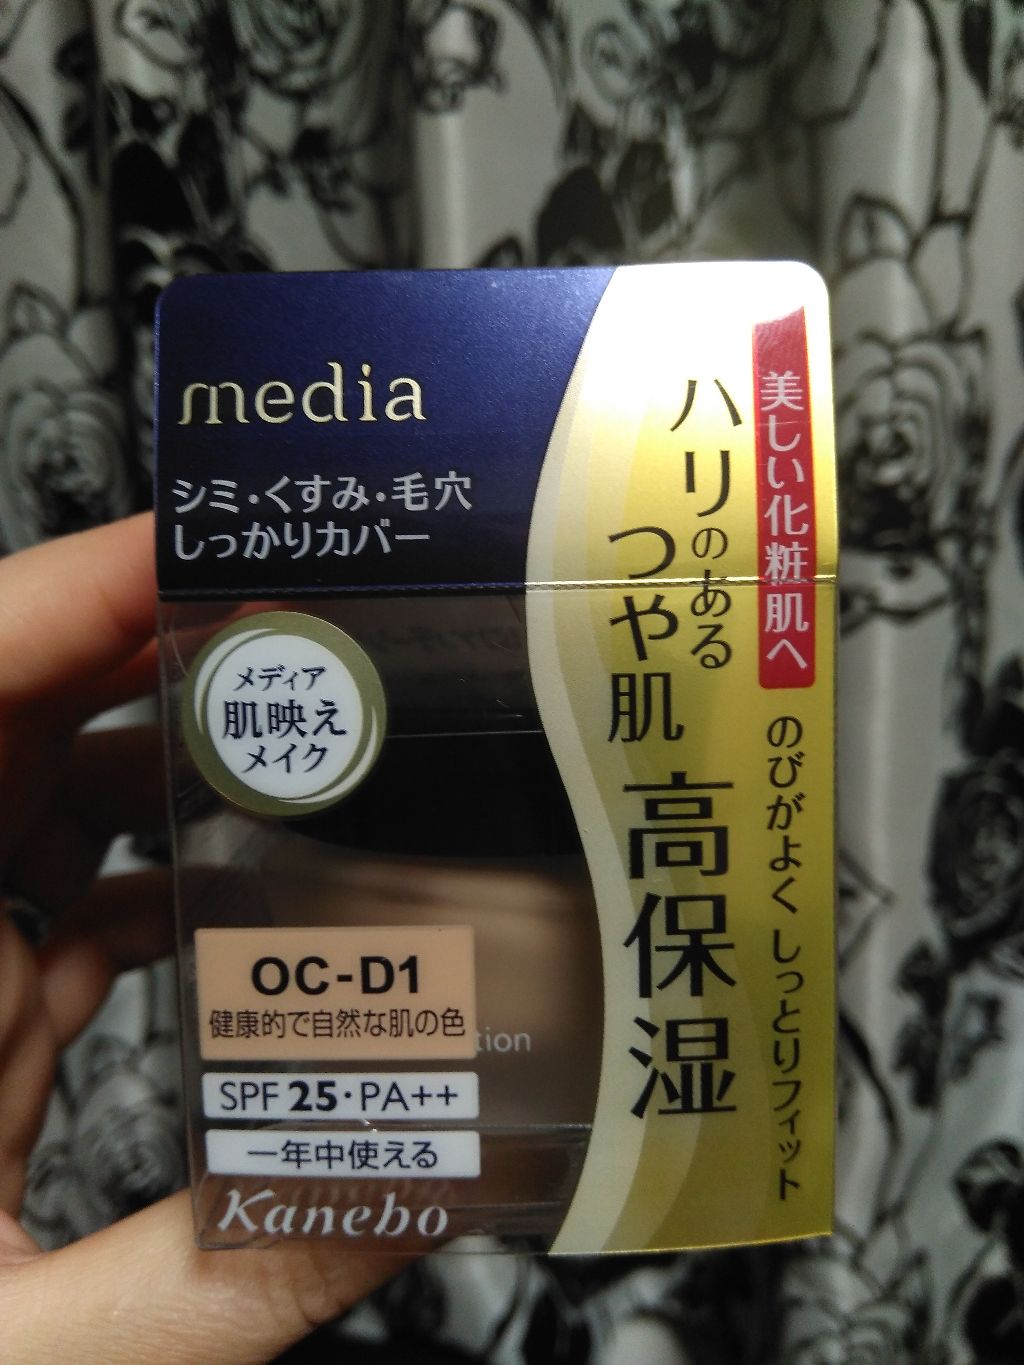 media
シミ・くすみ・毛穴
しっかりカバー
メディア
肌映え
メイク
美しい化粧肌へ
ハリのある
つや肌
高保湿
のびがよく しっとりフィット
OC-D1
健康的で自然な肌の色
tion
SPF 25・PA++
一年中使える
Kanebo